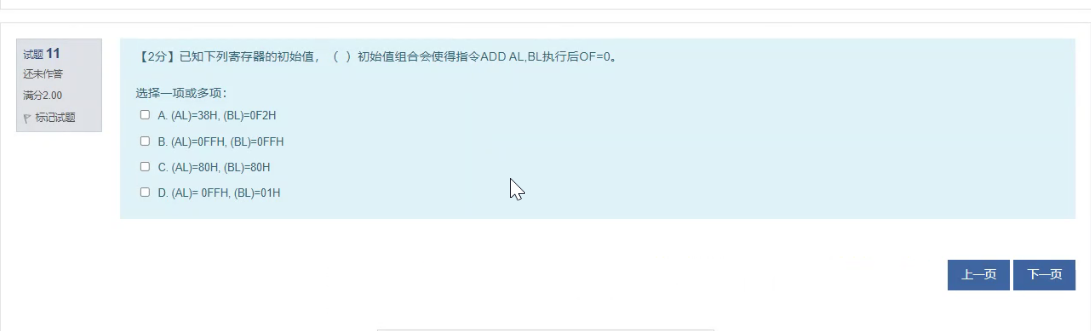 试题 11
还未作答
满分2.00
标记试题
【2分】已知下列寄存器的初始值，（ ）初始值组合会使得指令ADD AL,BL执行后OF=0。
选择一项或多项：
A. (AL)=38H, (BL)=0F2H
B. (AL)=0FFH, (BL)=0FFH
C. (AL)=80H, (BL)=80H
D. (AL)= 0FFH, (BL)=01H
上一页 下一页